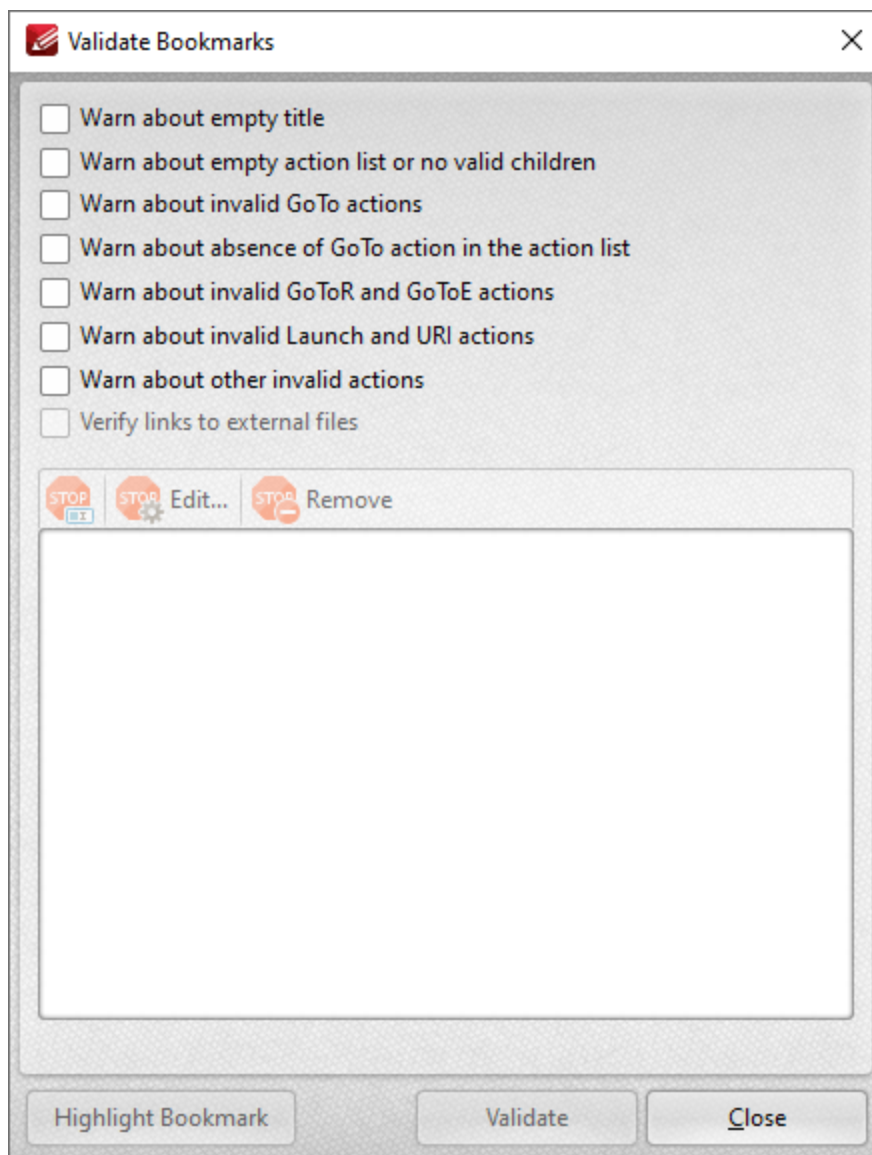 Validate Bookmarks
Warn about empty title
Warn about empty action list or no valid children
Warn about invalid GoTo actions
Warn about absence of GoTo action in the action list
Warn about invalid GoToR and GoToE actions
Warn about invalid Launch and URI actions
Warn about other invalid actions
Verify links to external files
STOP STOP Edit... STOP Remove
Highlight Bookmark Validate Close